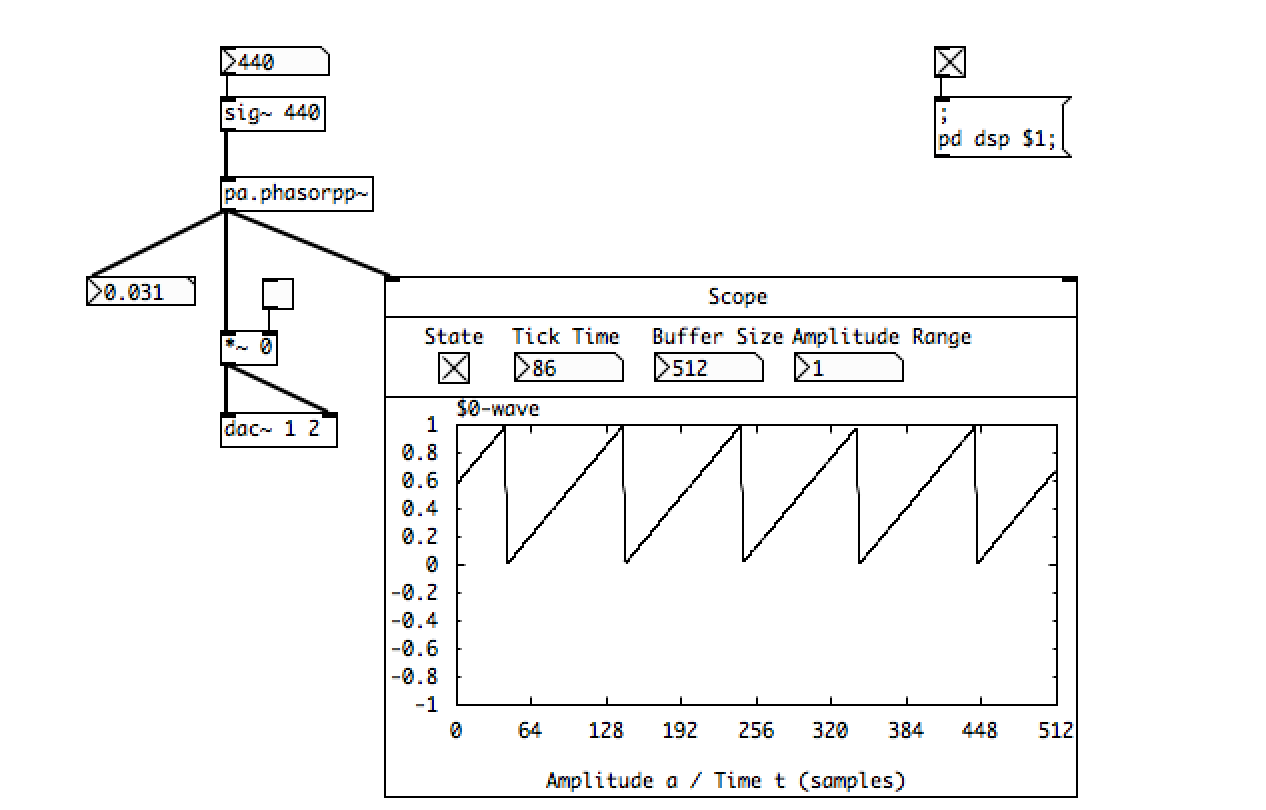 440
sig~ 440
;
pd dsp $1;
pa.phasorpp~
0.031
*~ 0
dac~ 1 2
Scope
State Tick Time Buffer Size Amplitude Range
86 512 1
$0-wave
1
0.8
0.6
0.4
0.2
0
-0.2
-0.4
-0.6
-0.8
-1
0 64 128 192 256 320 384 448 512
Amplitude a / Time t (samples)